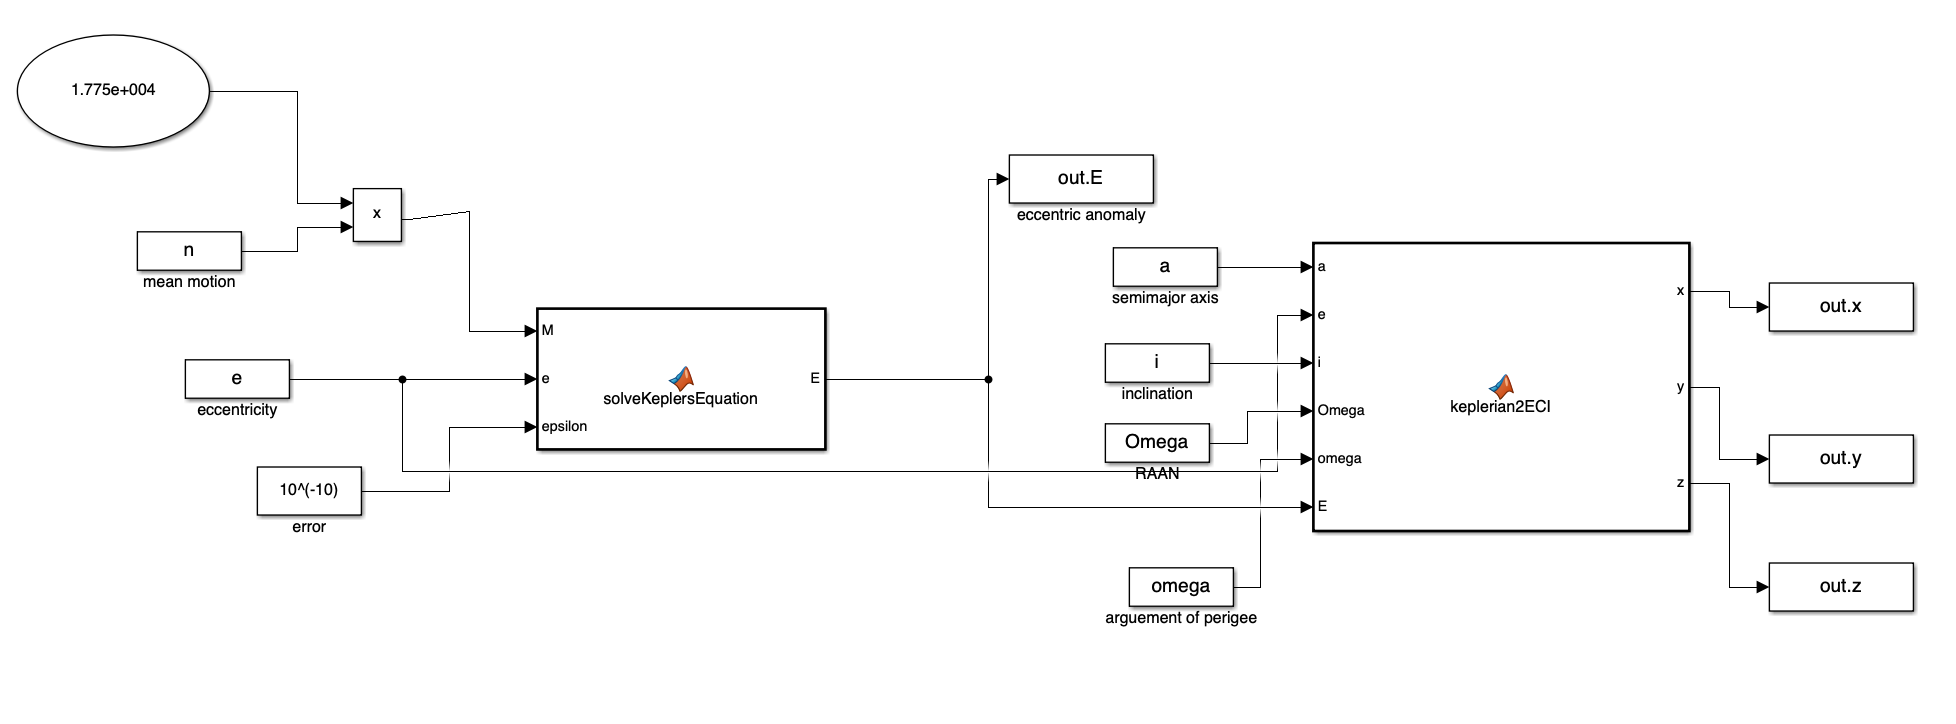 1.775e+004
x
n
mean motion
M
e
eccentricity
e
epsilon
10^(-10)
error
solveKeplersEquation
E
out.E
eccentric anomaly
a
semimajor axis
i
inclination
Omega
RAAN
omega
arguement of perigee
a
e
i
Omega
omega
E
keplerian2ECI
x
y
z
out.x
out.y
out.z